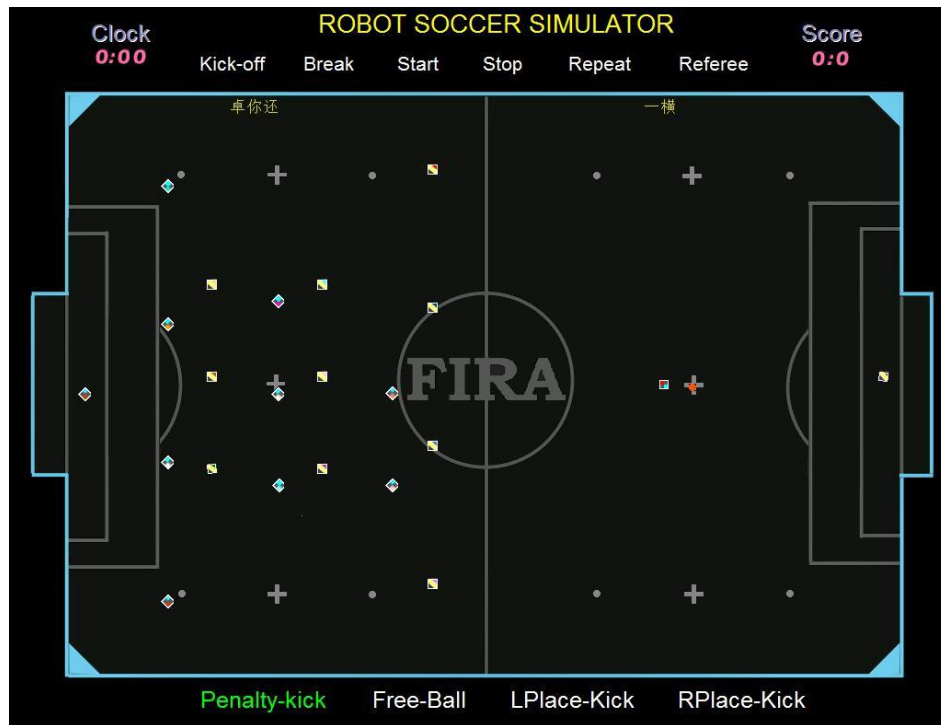 ROBOT SOCCER SIMULATOR
Clock
0:00
Score
0:0
Kick-off Break Start Stop Repeat Referee
卓你还 一横
FIRA
Penalty-kick Free-Ball LPlace-Kick RPlace-Kick